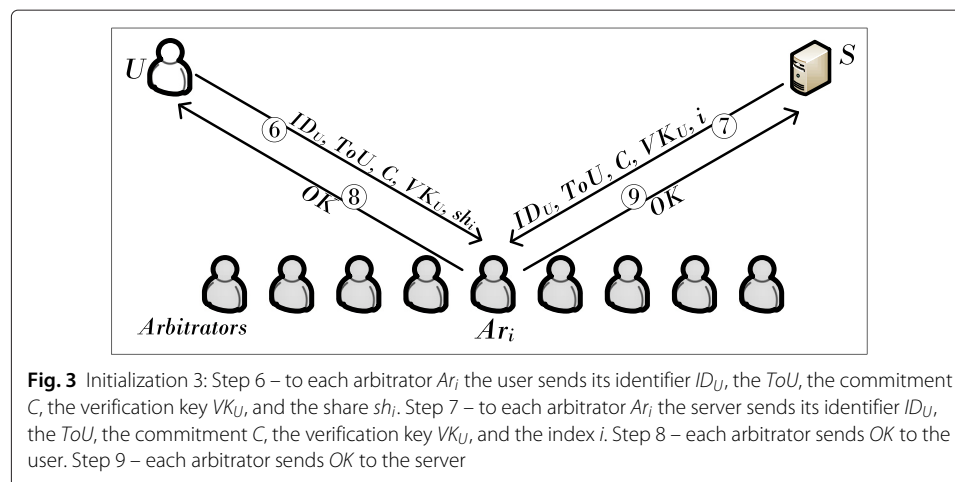 U
S
6
ID_U, ToU, C, VK_U, sh_i
7
ID_U, ToU, C, VK_U, i
8
OK
9
OK
Arbitrators
Ar_i
Fig. 3 Initialization 3: Step 6 – to each arbitrator Ar_i the user sends its identifier ID_U, the ToU, the commitment
C, the verification key VK_U, and the share sh_i. Step 7 – to each arbitrator Ar_i the server sends its identifier ID_U,
the ToU, the commitment C, the verification key VK_U, and the index i. Step 8 – each arbitrator sends OK to the
user. Step 9 – each arbitrator sends OK to the server